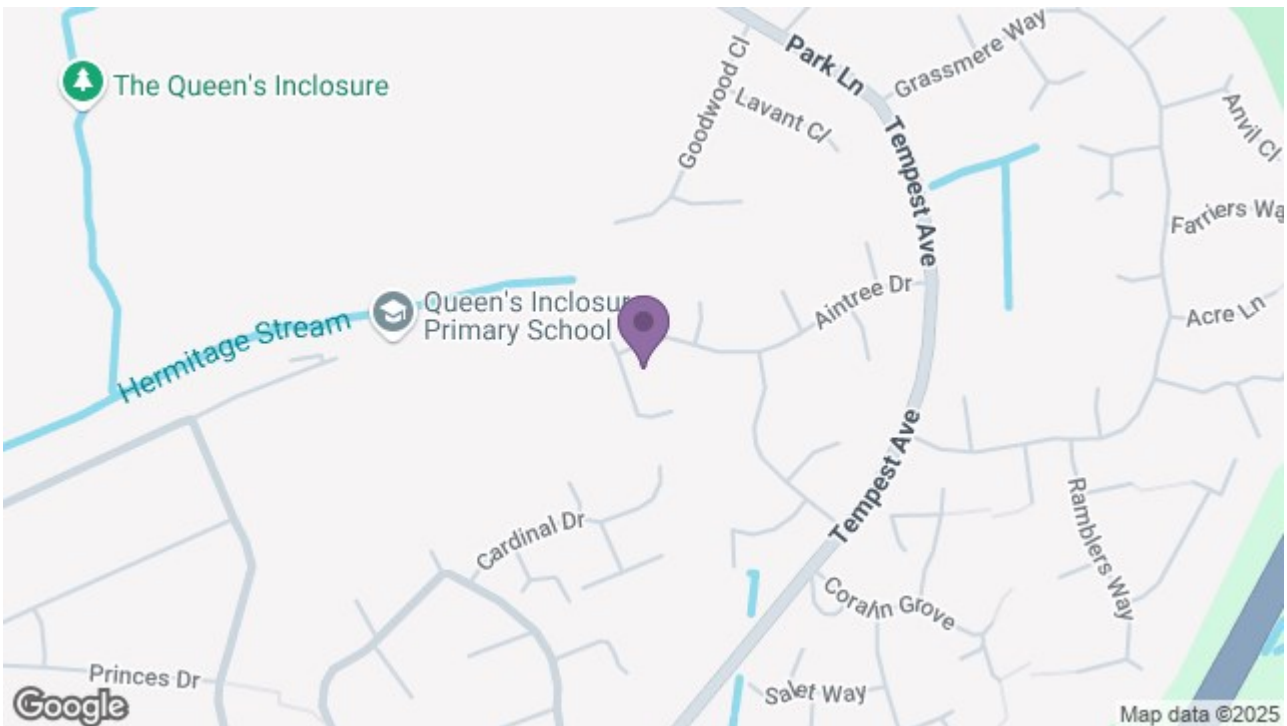 Grassmere Way
Park Ln
Goodwood Cl
The Queen's Inclosure
Lavant Cl
Anvil Cl
Tempest Ave
Farriers Wa
Aintree Dr
Queen's Inclosur
Primary School
Hermitage Stream
Acre Ln
Tempest Ave
Ramblers Way
Cardinal Dr
Coralin Grove
Princes Dr
Salet Way
Google
Map data ©2025